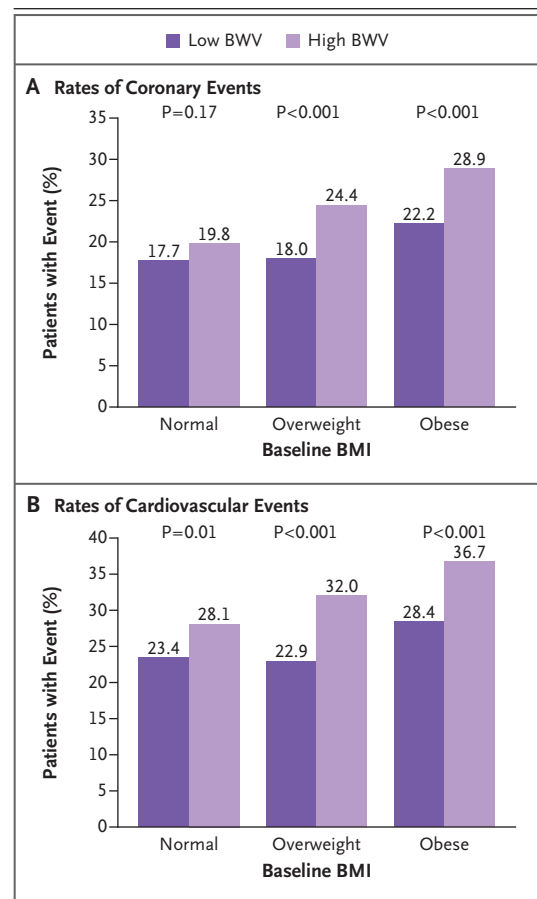 Low BWV High BWV
A Rates of Coronary Events
P=0.17 P<0.001 P<0.001
Patients with Event (%)
35
30
25
20
15
10
5
0
17.7 19.8 18.0 24.4 22.2 28.9
Normal Overweight Obese
Baseline BMI
B Rates of Cardiovascular Events
P=0.01 P<0.001 P<0.001
Patients with Event (%)
40
35
30
25
20
15
10
5
0
23.4 28.1 22.9 32.0 28.4 36.7
Normal Overweight Obese
Baseline BMI